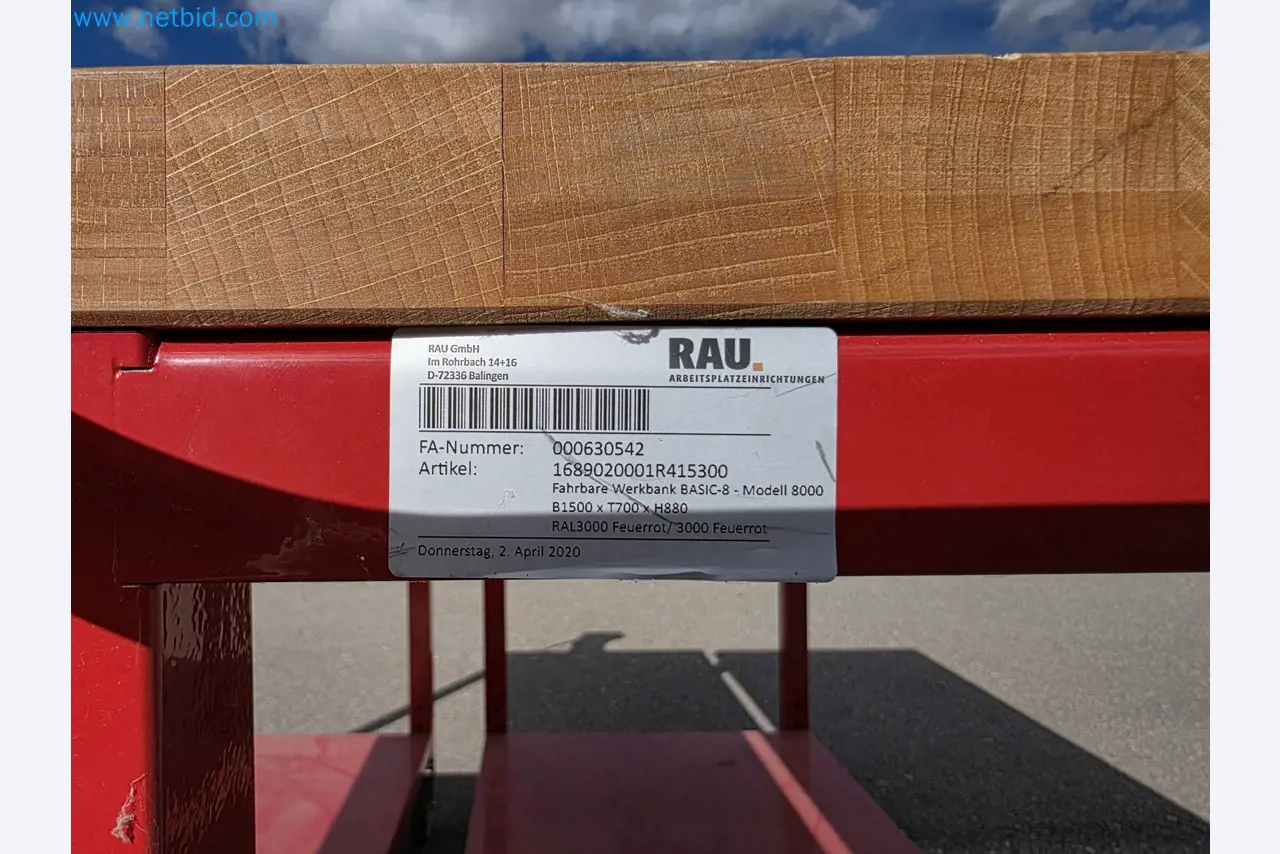 www.netbid.com
RAU GmbH
Im Rohrbach 14+16
D-72336 Balingen
RAU.
ARBEITSPLATZEINRICHTUNGEN
FA-Nummer: 000630542
Artikel: 1689020001R415300
Fahrbare Werkbank BASIC-8 - Modell 8000
B1500 x T700 x H880
RAL3000 Feuerrot/ 3000 Feuerrot
Donnerstag, 2. April 2020